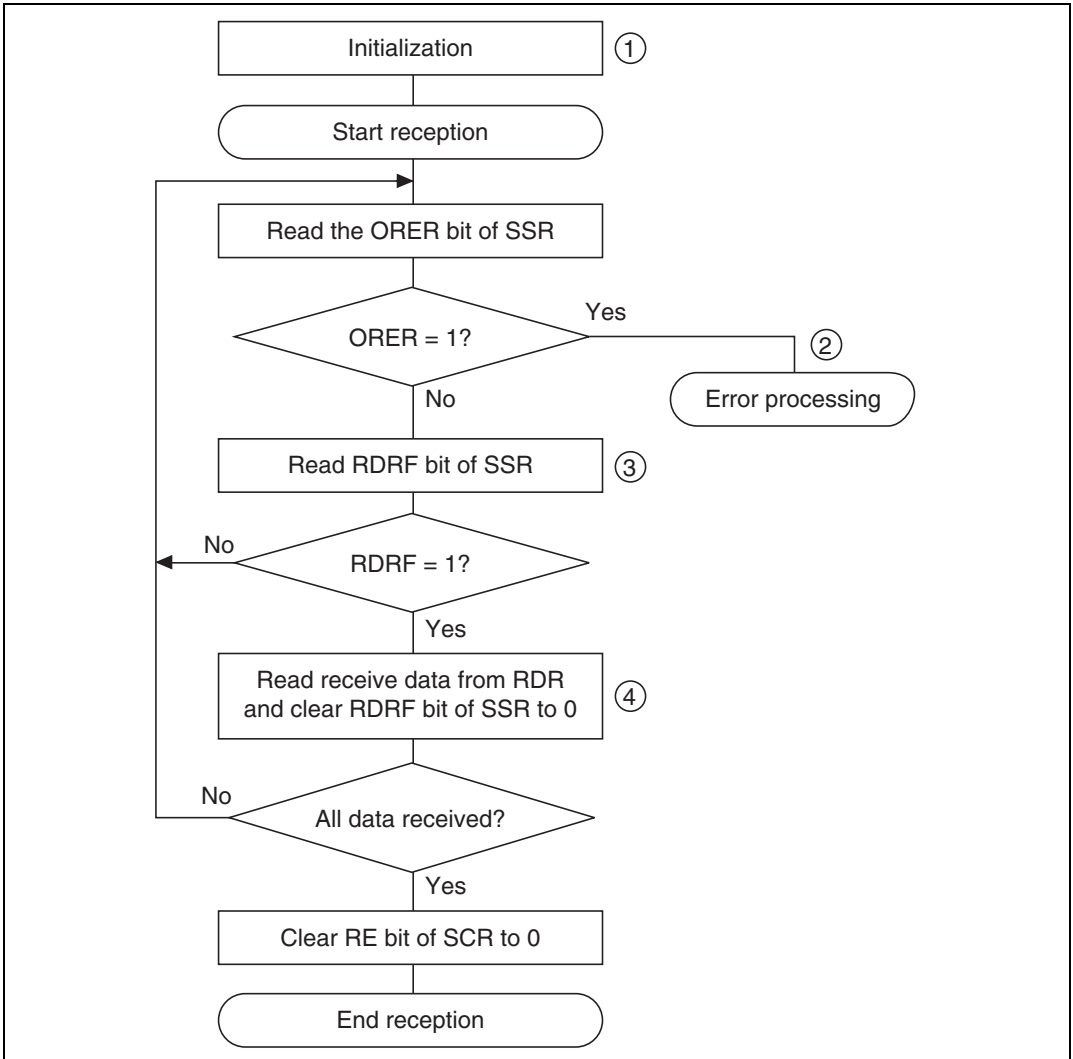 Initialization
①
Start reception
Read the ORER bit of SSR
ORER = 1?
Yes
②
Error processing
No
Read RDRF bit of SSR
③
No
RDRF = 1?
Yes
Read receive data from RDR
and clear RDRF bit of SSR to 0
④
No
All data received?
Yes
Clear RE bit of SCR to 0
End reception